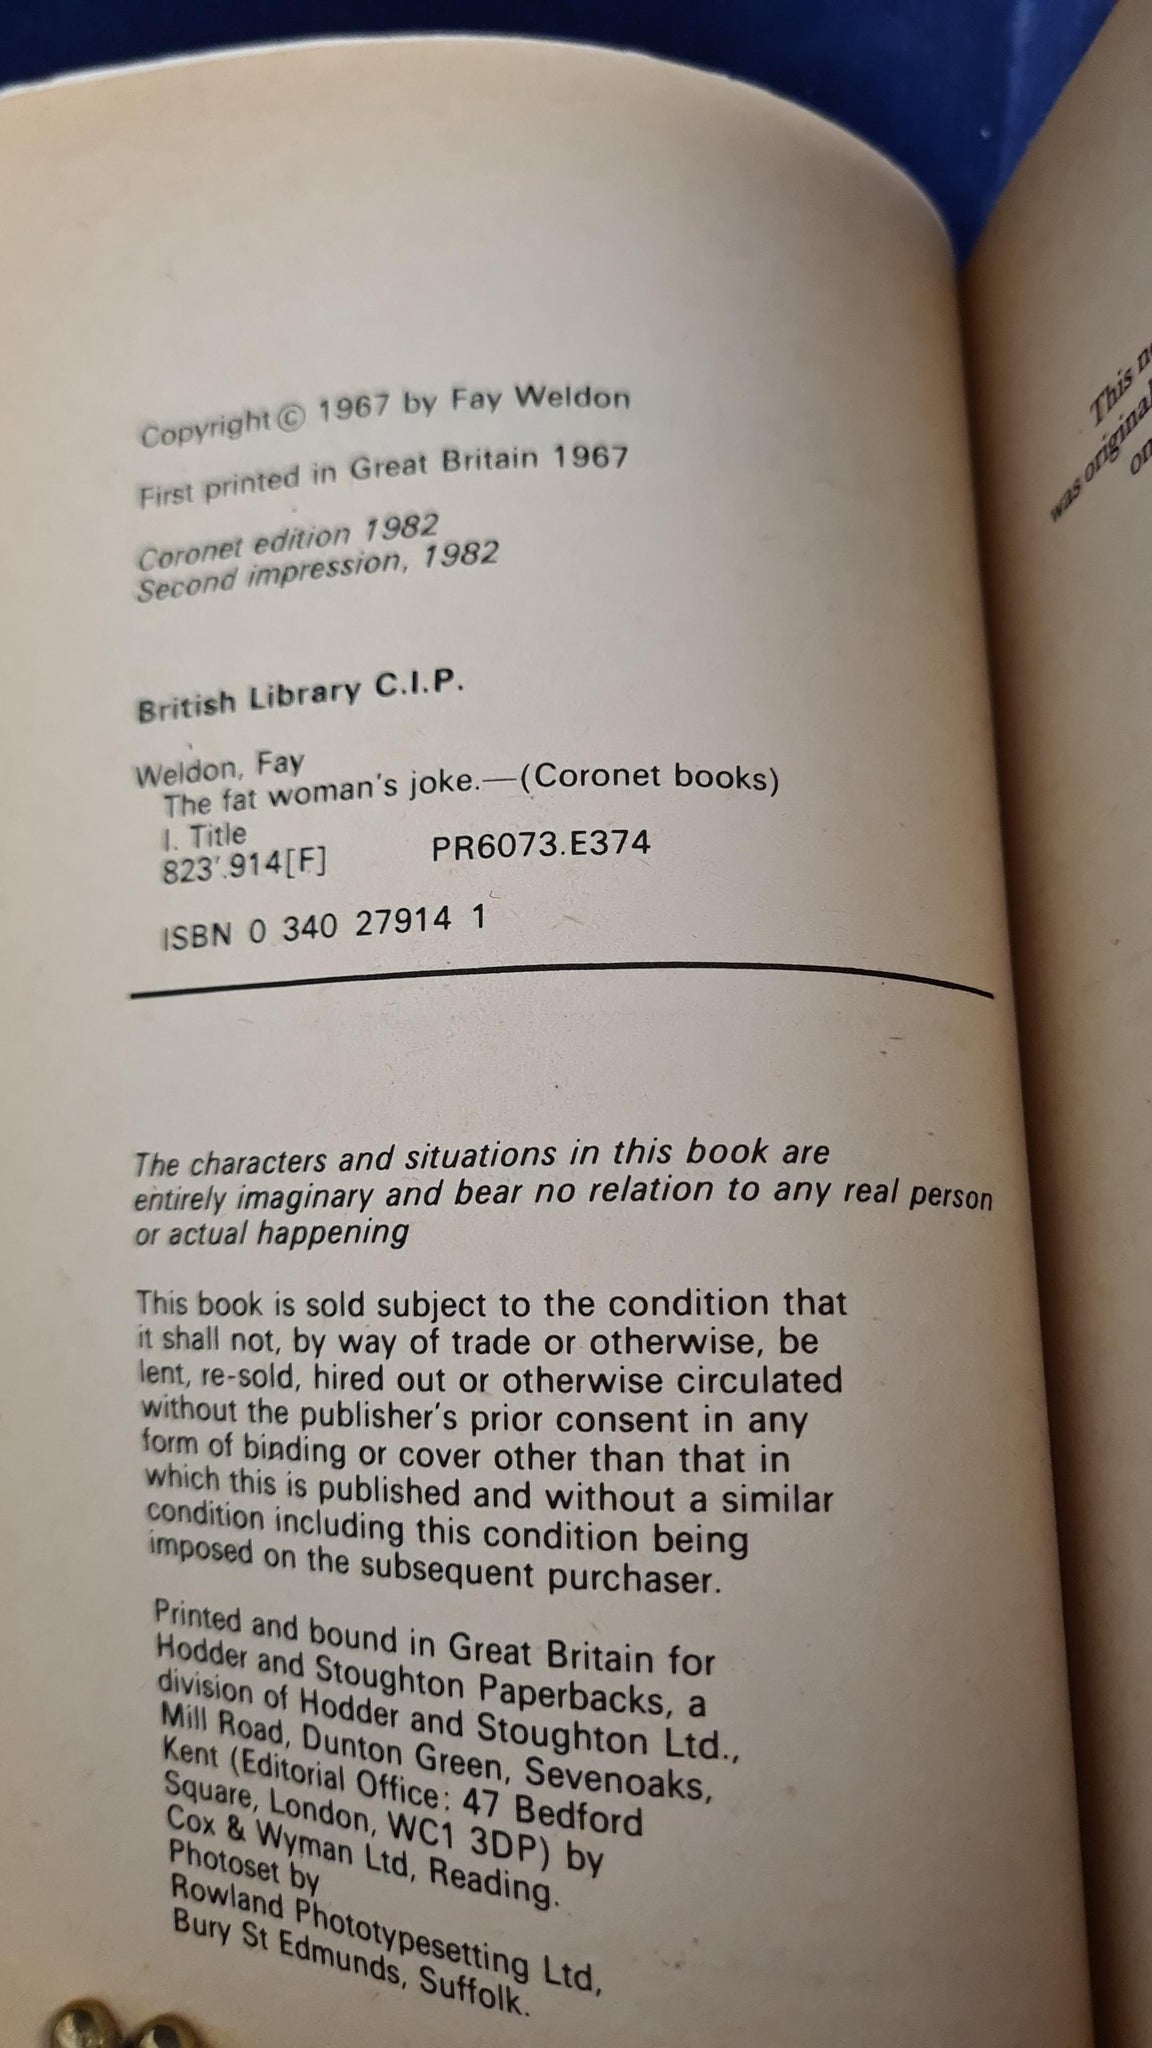 Copyright © 1967 by Fay Weldon
First printed in Great Britain 1967
Coronet edition 1982
Second impression, 1982
British Library C.I.P.
Weldon, Fay
The fat woman's joke.—(Coronet books)
I. Title
823'.914[F] PR6073.E374
ISBN 0 340 27914 1
The characters and situations in this book are
entirely imaginary and bear no relation to any real person
or actual happening
This book is sold subject to the condition that
it shall not, by way of trade or otherwise, be
lent, re-sold, hired out or otherwise circulated
without the publisher's prior consent in any
form of binding or cover other than that in
which this is published and without a similar
condition including this condition being
imposed on the subsequent purchaser.
Printed and bound in Great Britain for
Hodder and Stoughton Paperbacks, a
division of Hodder and Stoughton Ltd.,
Mill Road, Dunton Green, Sevenoaks,
Kent (Editorial Office: 47 Bedford
Square, London, WC1 3DP) by
Cox & Wyman Ltd, Reading.
Photoset by
Rowland Phototypesetting Ltd,
Bury St Edmunds, Suffolk.
This
was